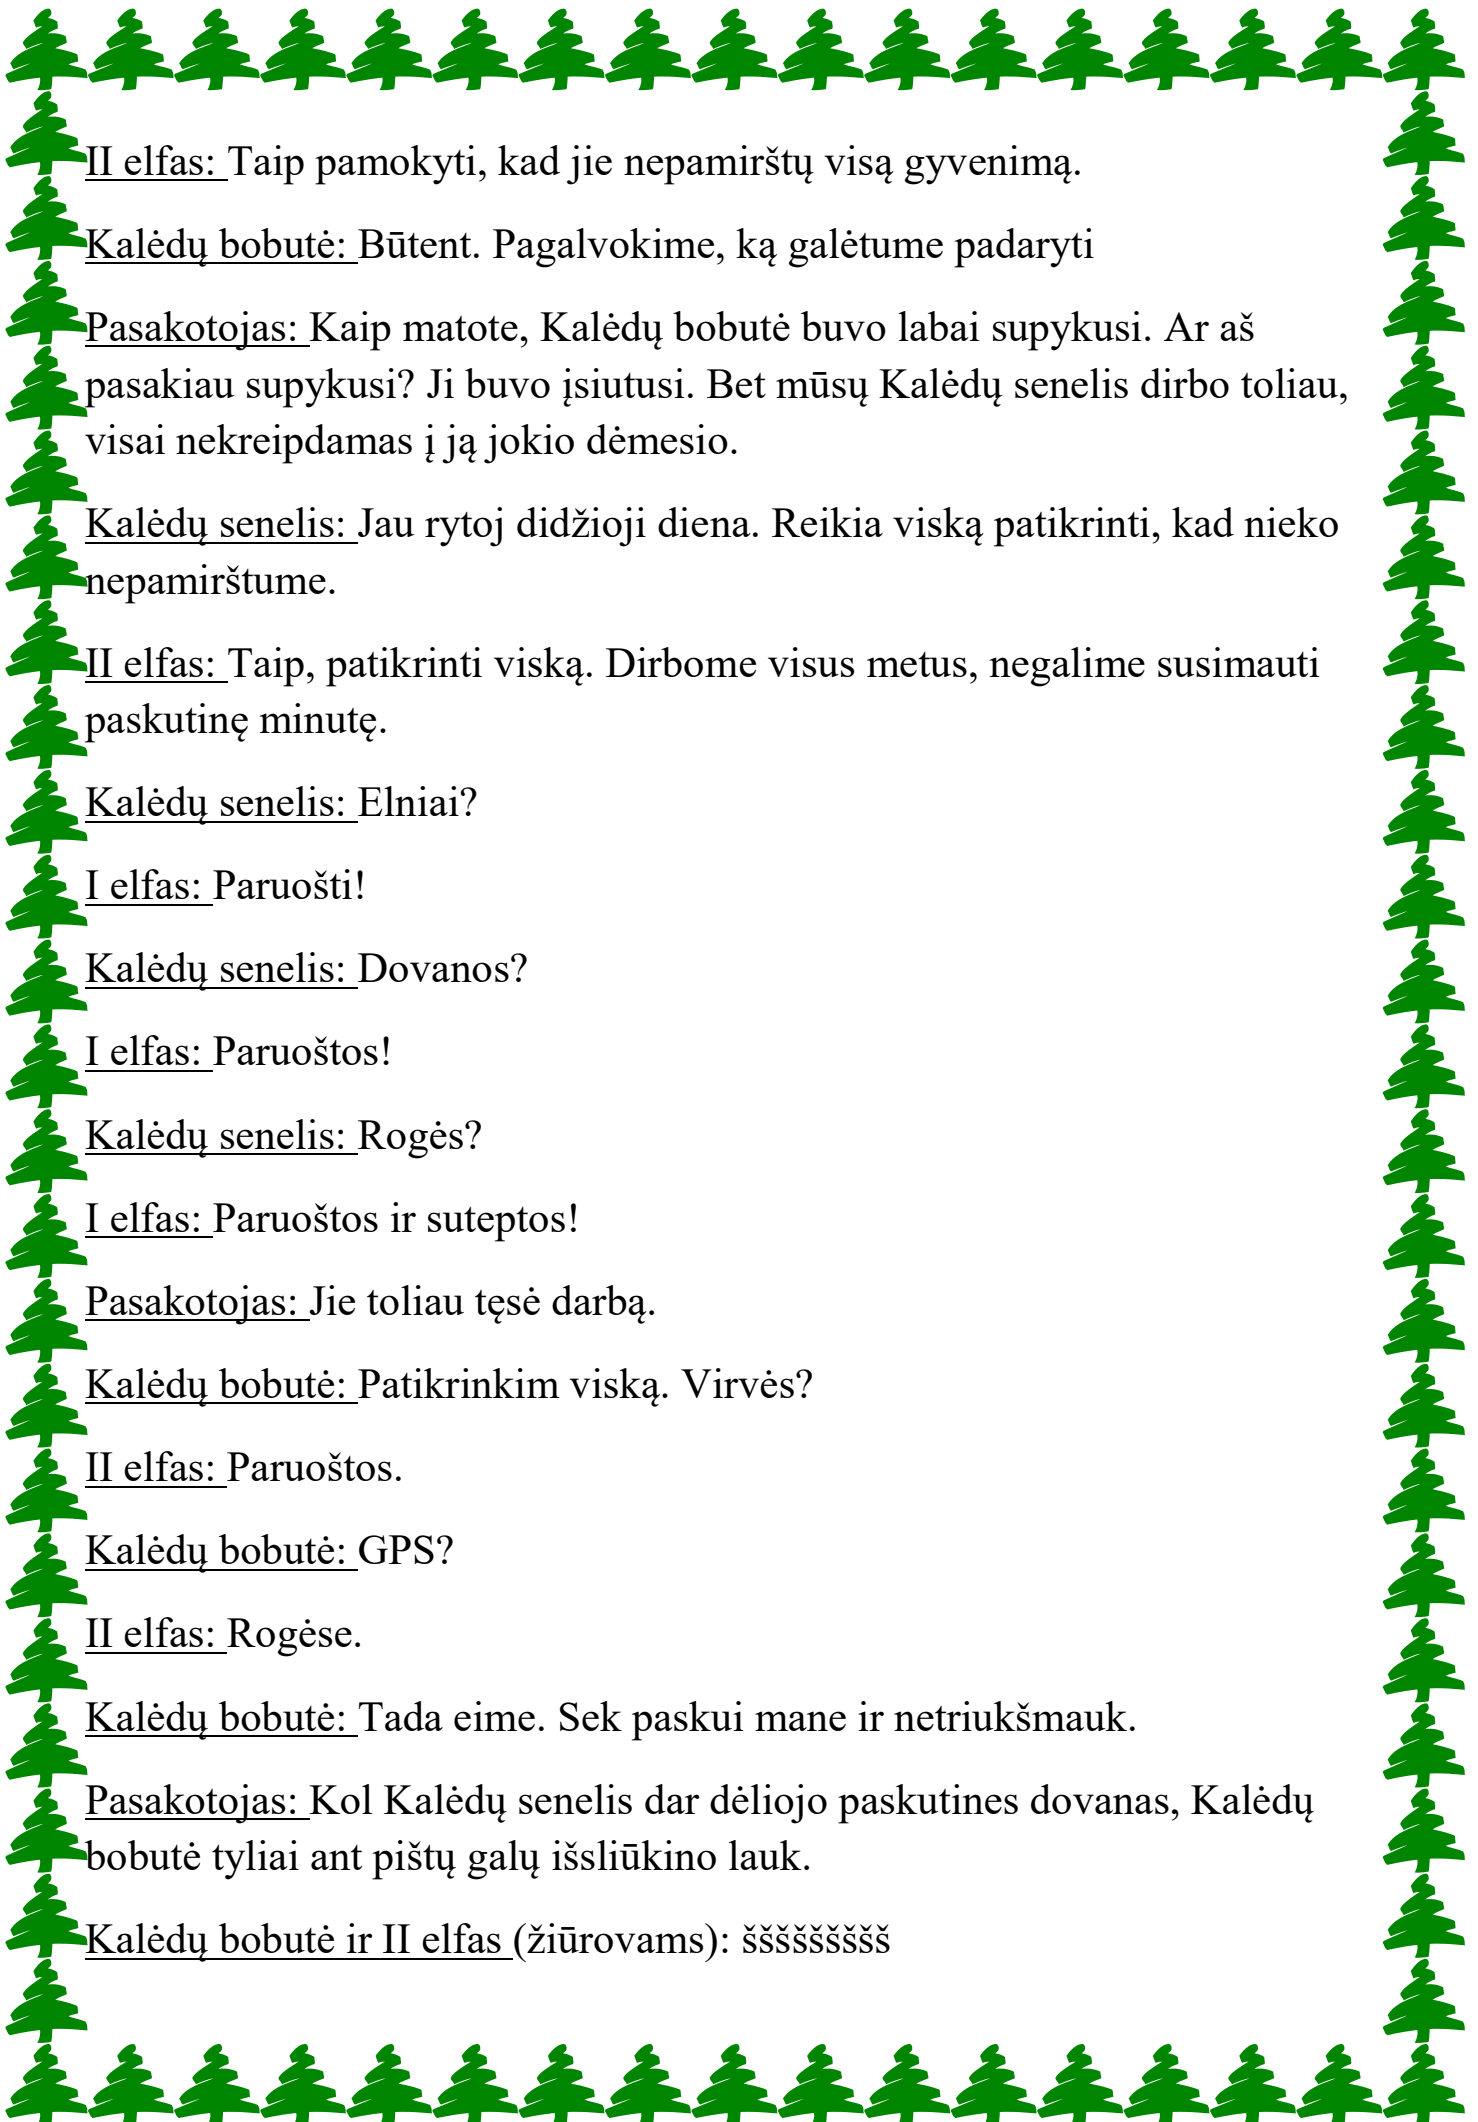 II elfas: Taip pamokyti, kad jie nepamirštų visą gyvenimą.
Kalėdų bobutė: Būtent. Pagalvokime, ką galėtume padaryti
Pasakotojas: Kaip matote, Kalėdų bobutė buvo labai supykusi. Ar aš
pasakiau supykusi? Ji buvo įsiutusi. Bet mūsų Kalėdų senelis dirbo toliau,
visai nekreipdamas į ją jokio dėmesio.
Kalėdų senelis: Jau rytoj didžioji diena. Reikia viską patikrinti, kad nieko
nepamirštume.
II elfas: Taip, patikrinti viską. Dirbome visus metus, negalime susimauti
paskutinę minutę.
Kalėdų senelis: Elniai?
I elfas: Paruošti!
Kalėdų senelis: Dovanos?
I elfas: Paruoštos!
Kalėdų senelis: Rogės?
I elfas: Paruoštos ir suteptos!
Pasakotojas: Jie toliau tęsė darbą.
Kalėdų bobutė: Patikrinkim viską. Virvės?
II elfas: Paruoštos.
Kalėdų bobutė: GPS?
II elfas: Rogėse.
Kalėdų bobutė: Tada eime. Sek paskui mane ir netriukšmauk.
Pasakotojas: Kol Kalėdų senelis dar dėliojo paskutines dovanas, Kalėdų
bobutė tyliai ant pištų galų išsliūkino lauk.
Kalėdų bobutė ir II elfas (žiūrovams): ššššššššš